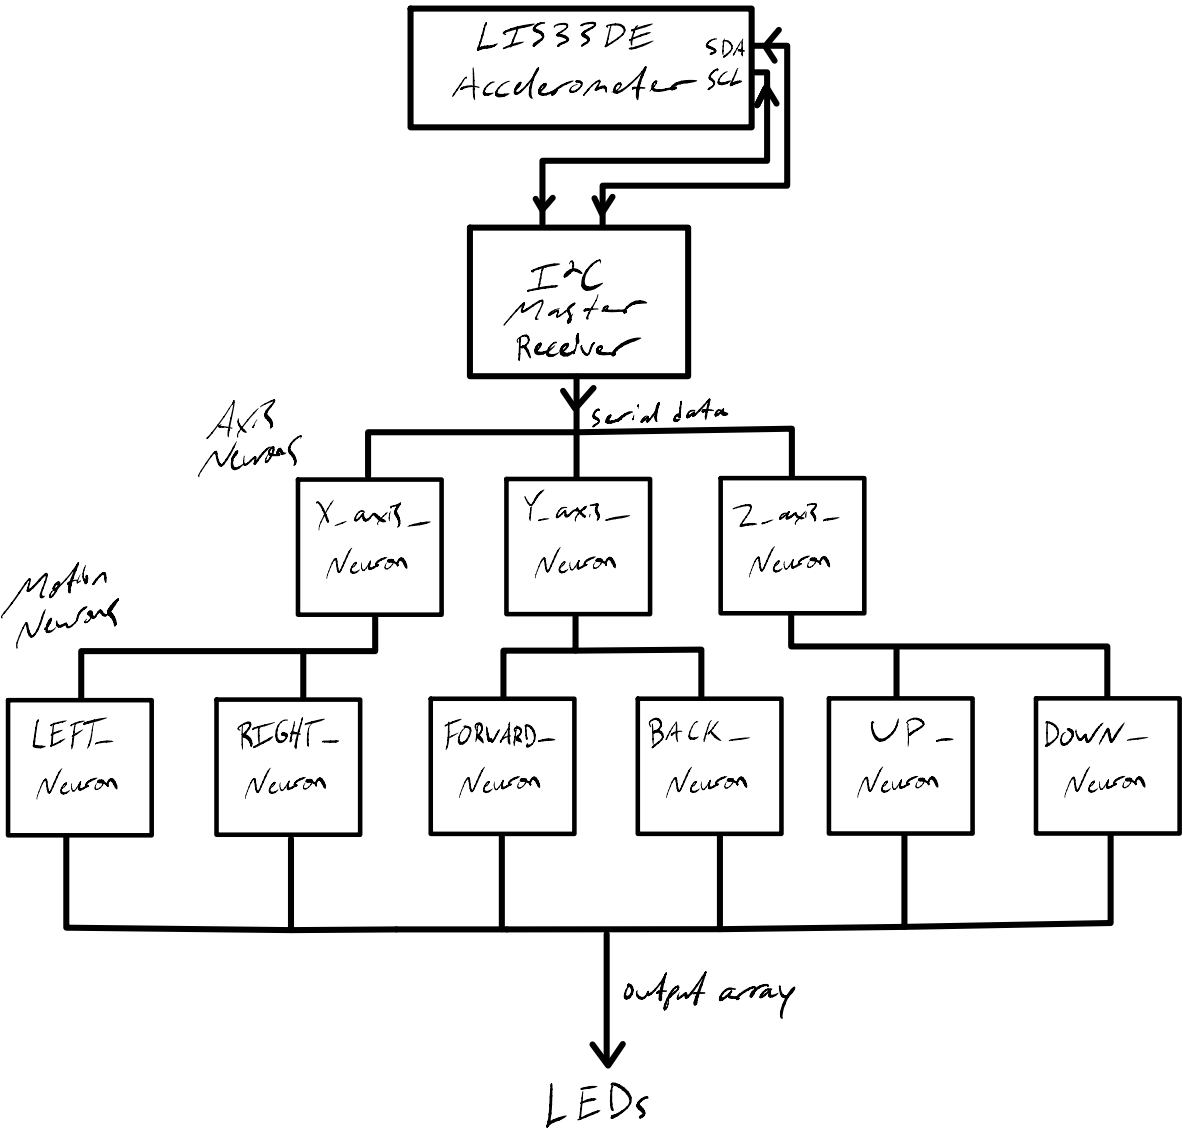 LIS33DE
Accelerometer
SDA
SCL
I²C
Master
Receiver
serial data
Axis
Neurons
X_axis_
Neuron
Y_axis_
Neuron
Z_axis_
Neuron
Motion
Neurons
LEFT_
Neuron
RIGHT_
Neuron
FORWARD_
Neuron
BACK_
Neuron
UP_
Neuron
DOWN_
Neuron
output array
LEDs